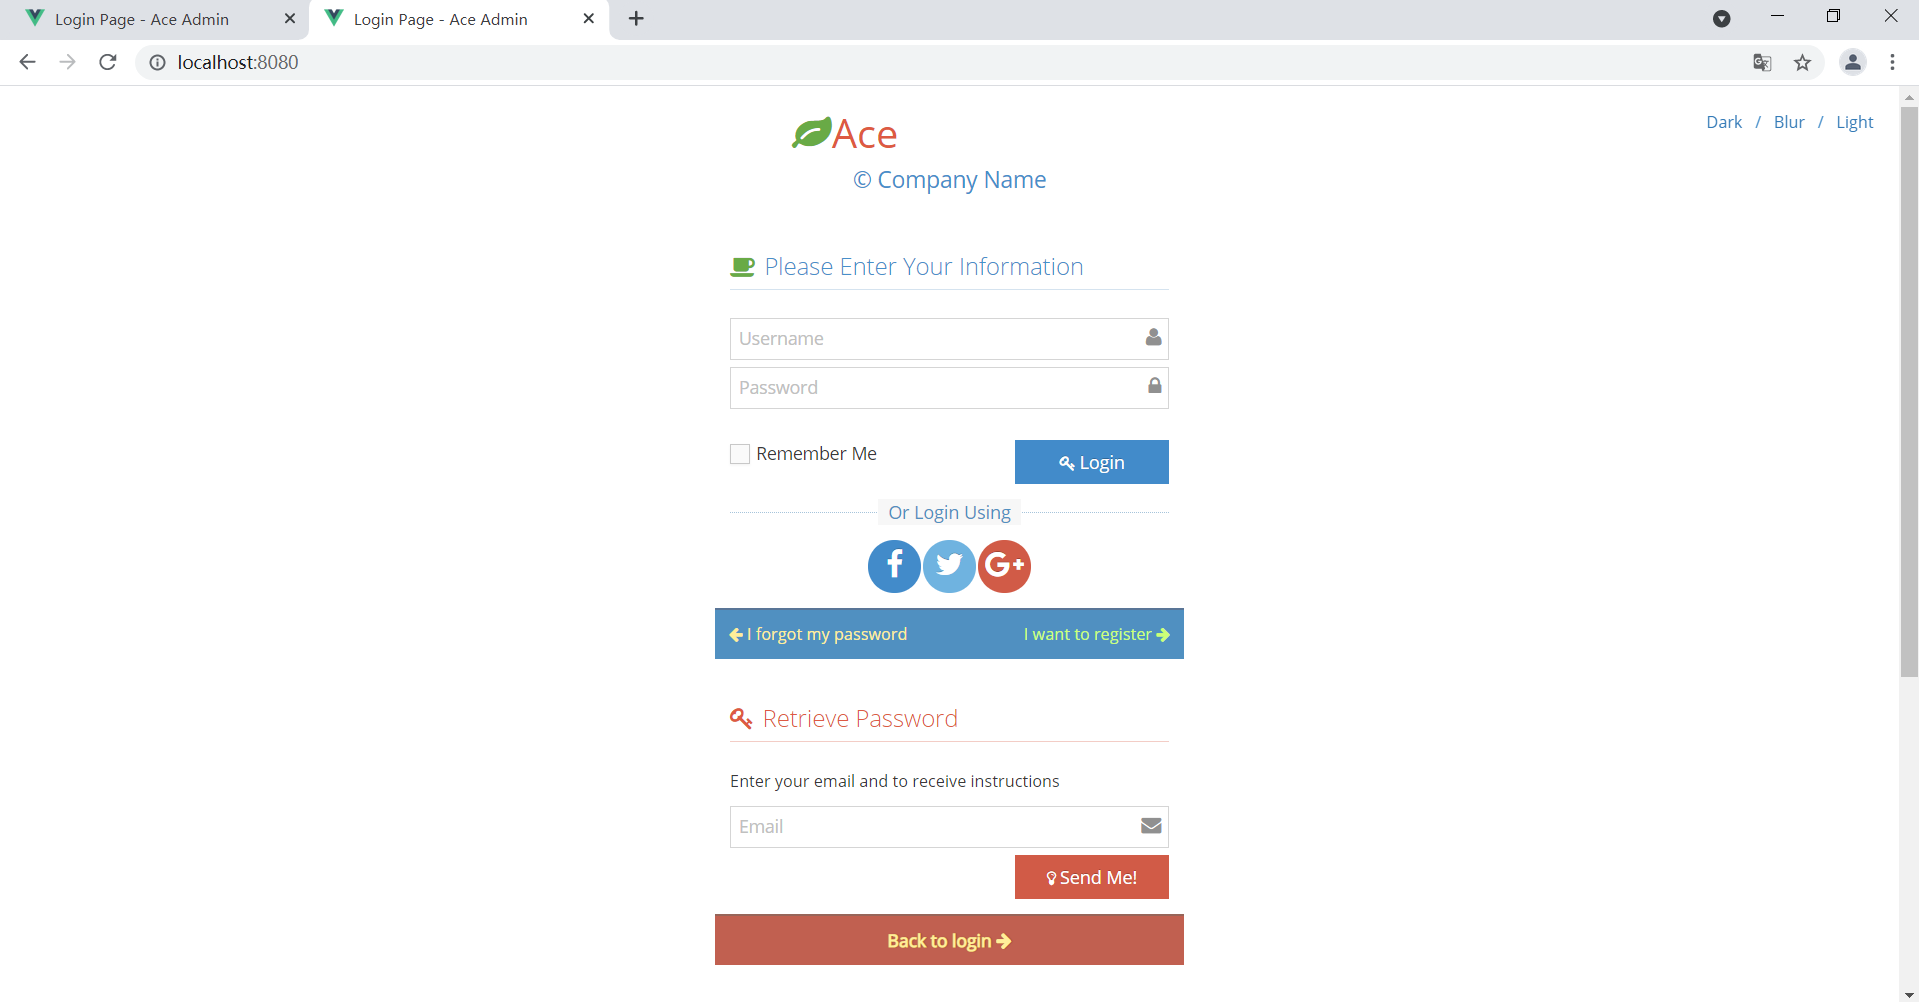 Login Page - Ace Admin
Login Page - Ace Admin
localhost:8080
Dark / Blur / Light
Ace
© Company Name
Please Enter Your Information
Username
Password
Remember Me
Login
Or Login Using
I forgot my password
I want to register
Retrieve Password
Enter your email and to receive instructions
Email
Send Me!
Back to login